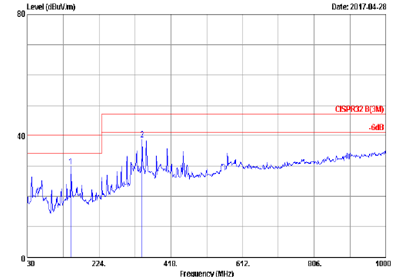 Level (dBuV/m) Date: 2017-04-28
80
CISPR32 B(3M)
-6dB
40
2
1
0
30 224. 418. 612. 806. 1000
Frequency (MHz)